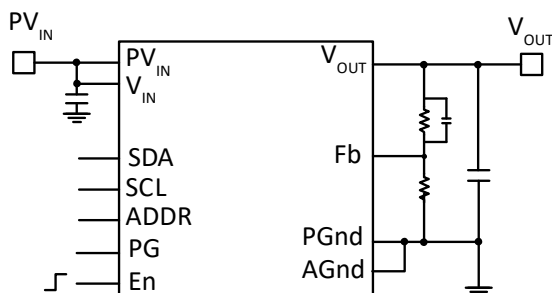 PV_IN
V_OUT
PV_IN
V_OUT
V_IN
Fb
SDA
SCL
ADDR
PGnd
PG
AGnd
En